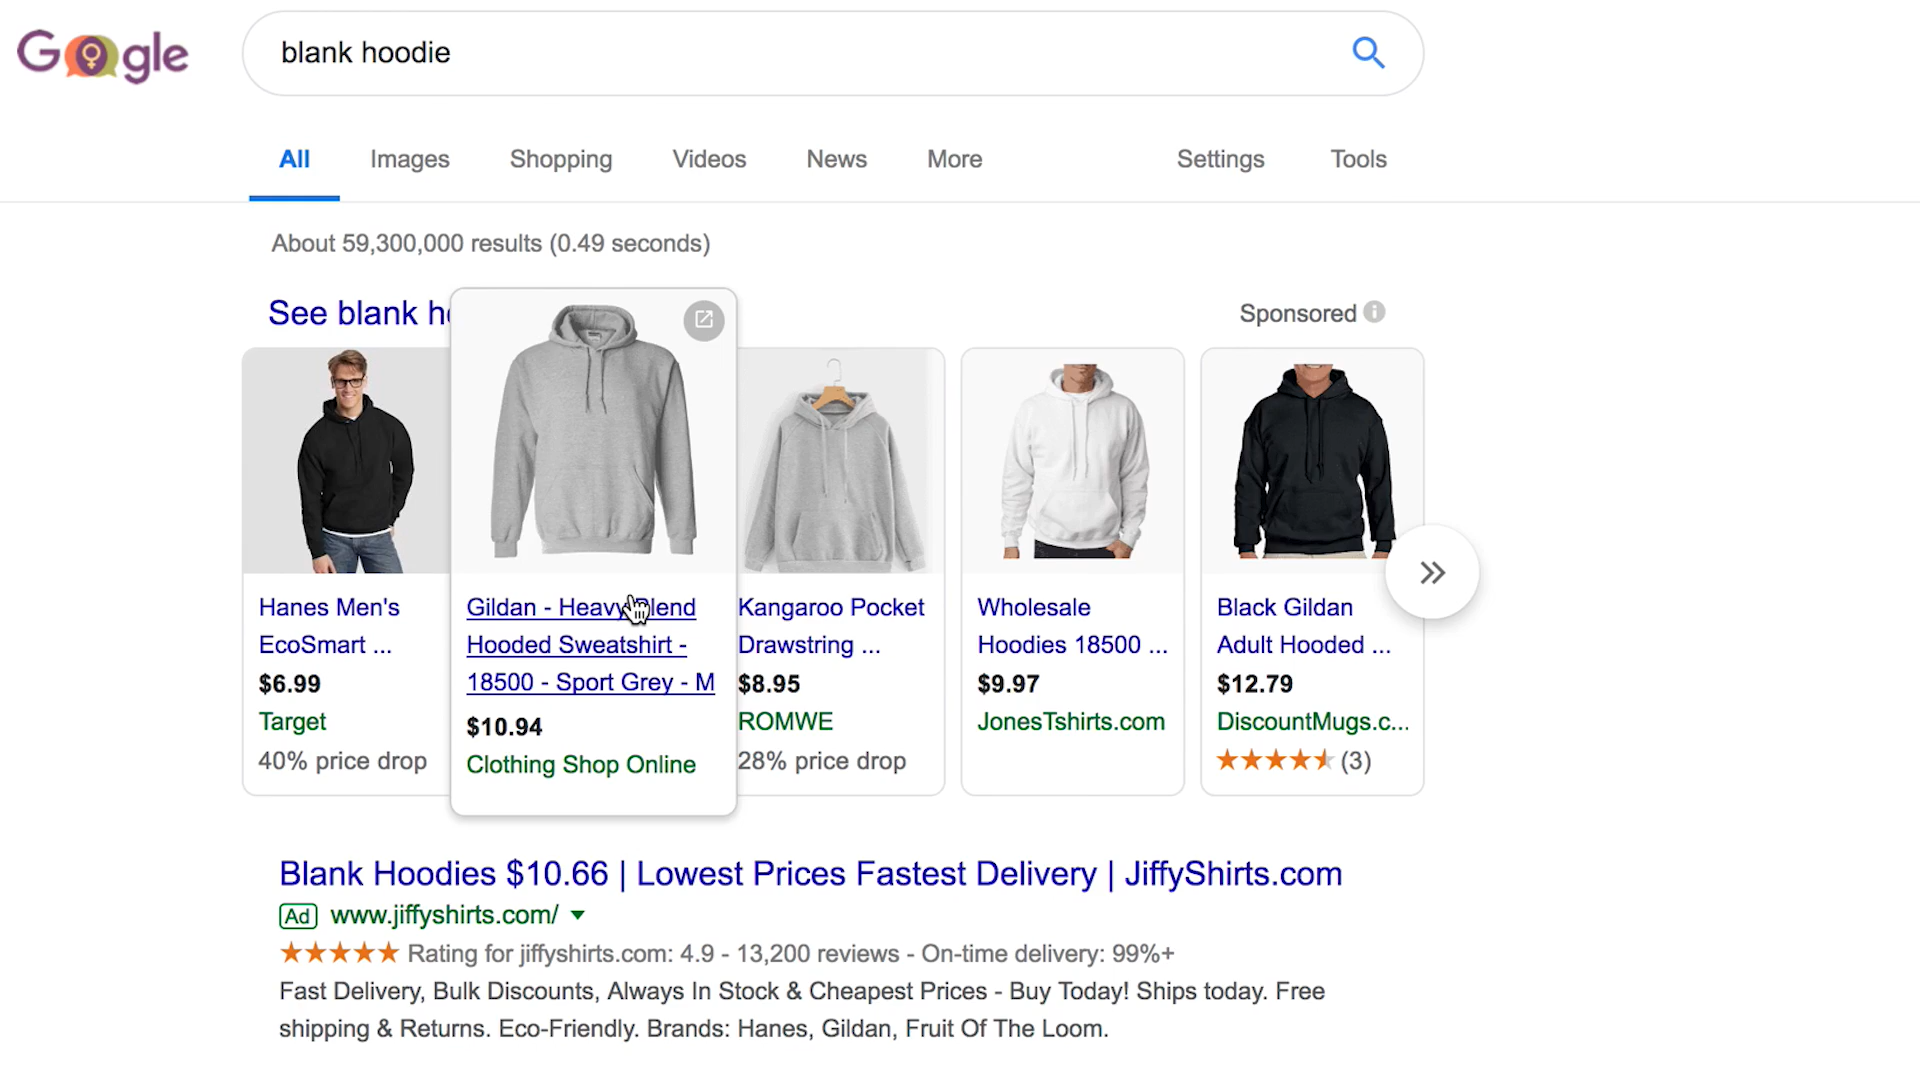 Google
blank hoodie
All Images Shopping Videos News More Settings Tools
About 59,300,000 results (0.49 seconds)
See blank
Sponsored
Hanes Men's
EcoSmart ...
$6.99
Target
40% price drop
Gildan - Heavy Blend
Hooded Sweatshirt -
18500 - Sport Grey - M
$10.94
Clothing Shop Online
Kangaroo Pocket
Drawstring ...
$8.95
ROMWE
28% price drop
Wholesale
Hoodies 18500 ...
$9.97
JonesTshirts.com
Black Gildan
Adult Hooded ...
$12.79
DiscountMugs.c...
(3)
Blank Hoodies $10.66 | Lowest Prices Fastest Delivery | JiffyShirts.com
Ad www.jiffyshirts.com/
Rating for jiffyshirts.com: 4.9 - 13,200 reviews - On-time delivery: 99%+
Fast Delivery, Bulk Discounts, Always In Stock & Cheapest Prices - Buy Today! Ships today. Free
shipping & Returns. Eco-Friendly. Brands: Hanes, Gildan, Fruit Of The Loom.